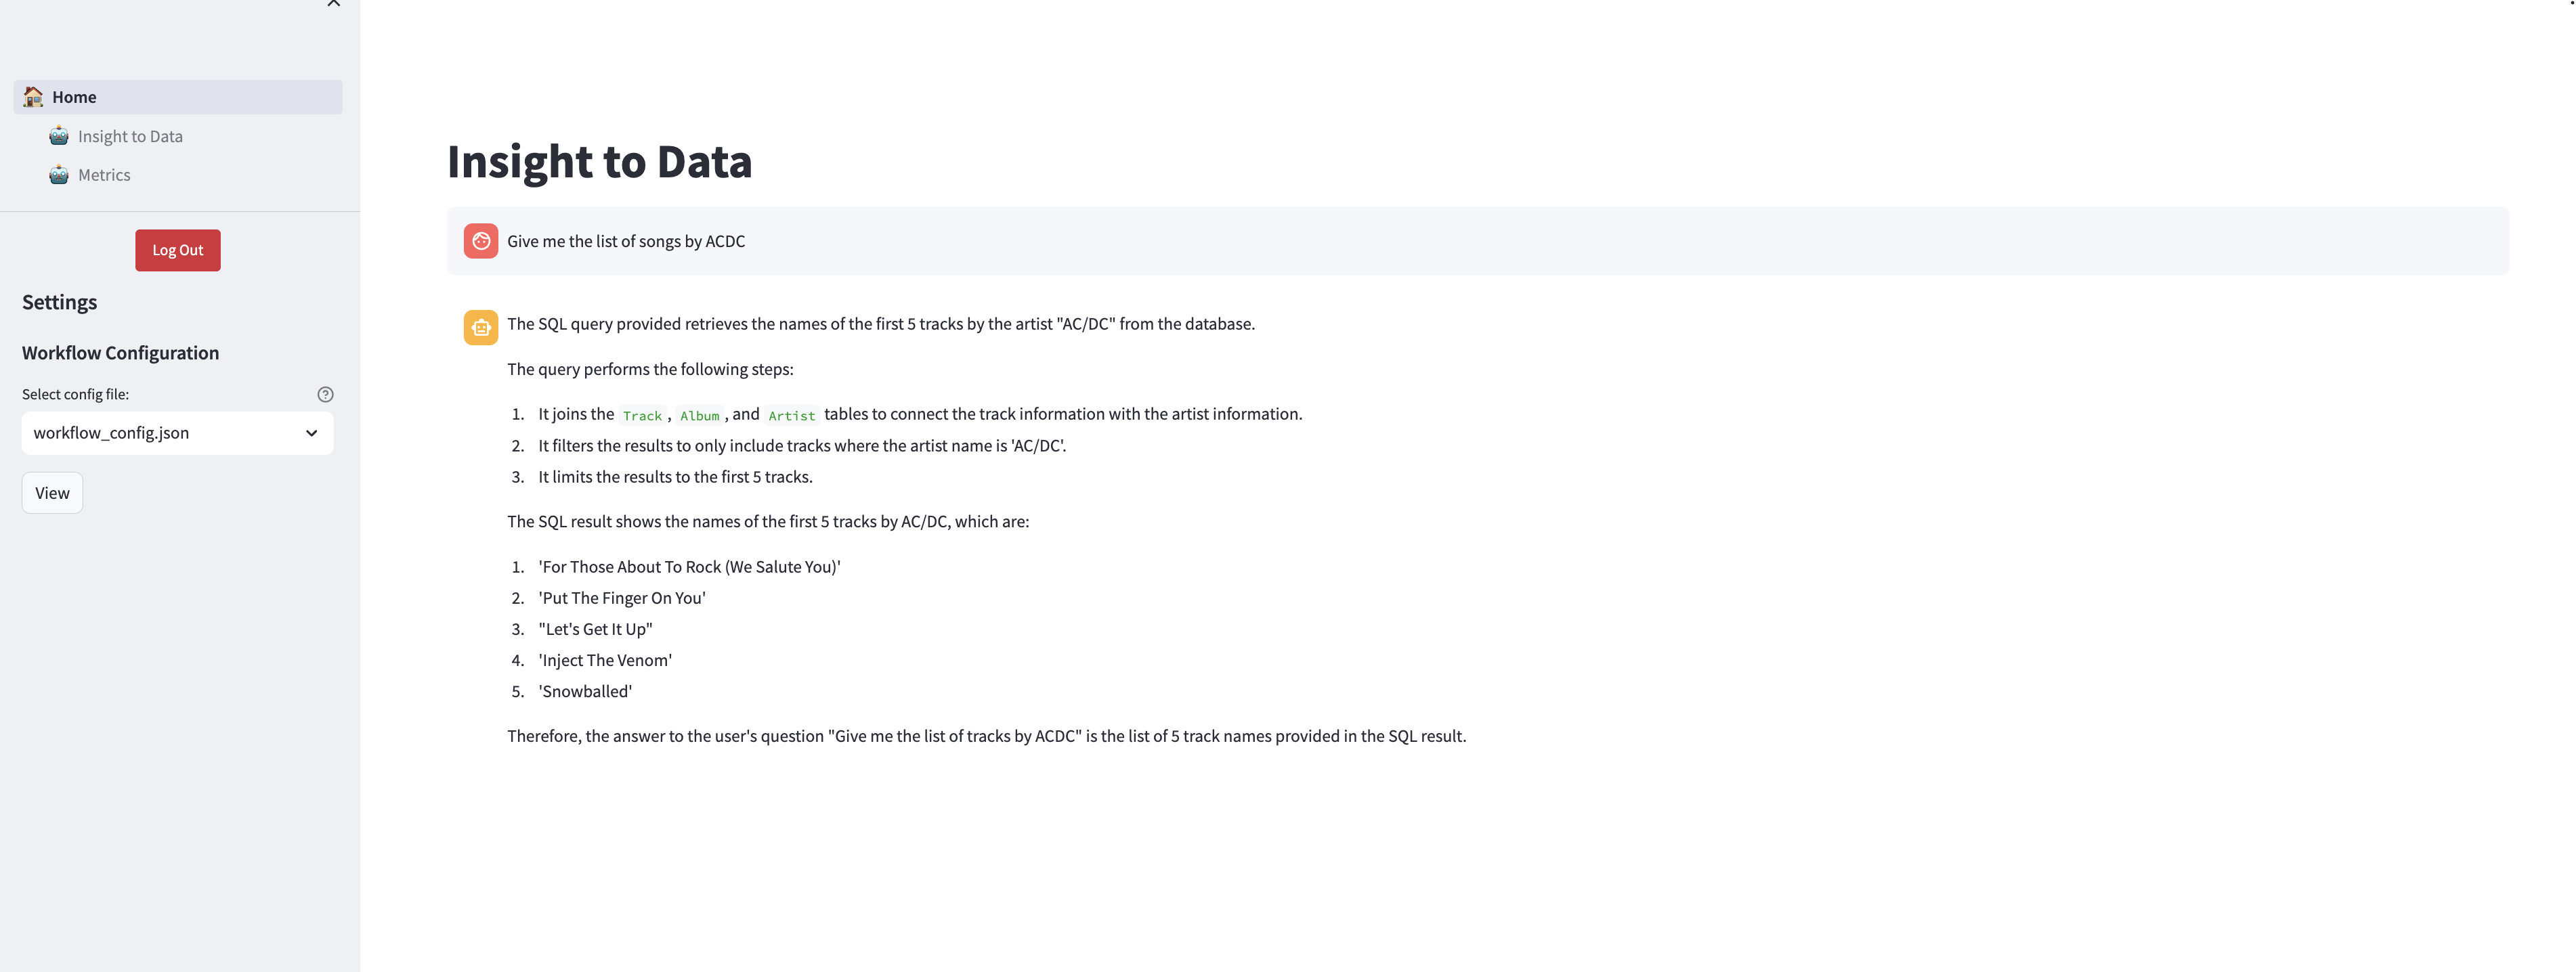 Home
Insight to Data
Metrics
Log Out
Settings
Workflow Configuration
Select config file:
workflow_config.json
View
Insight to Data
Give me the list of songs by ACDC
The SQL query provided retrieves the names of the first 5 tracks by the artist "AC/DC" from the database.
The query performs the following steps:
1. It joins the Track, Album, and Artist tables to connect the track information with the artist information.
2. It filters the results to only include tracks where the artist name is 'AC/DC'.
3. It limits the results to the first 5 tracks.
The SQL result shows the names of the first 5 tracks by AC/DC, which are:
1. 'For Those About To Rock (We Salute You)'
2. 'Put The Finger On You'
3. "Let's Get It Up"
4. 'Inject The Venom'
5. 'Snowballed'
Therefore, the answer to the user's question "Give me the list of tracks by ACDC" is the list of 5 track names provided in the SQL result.